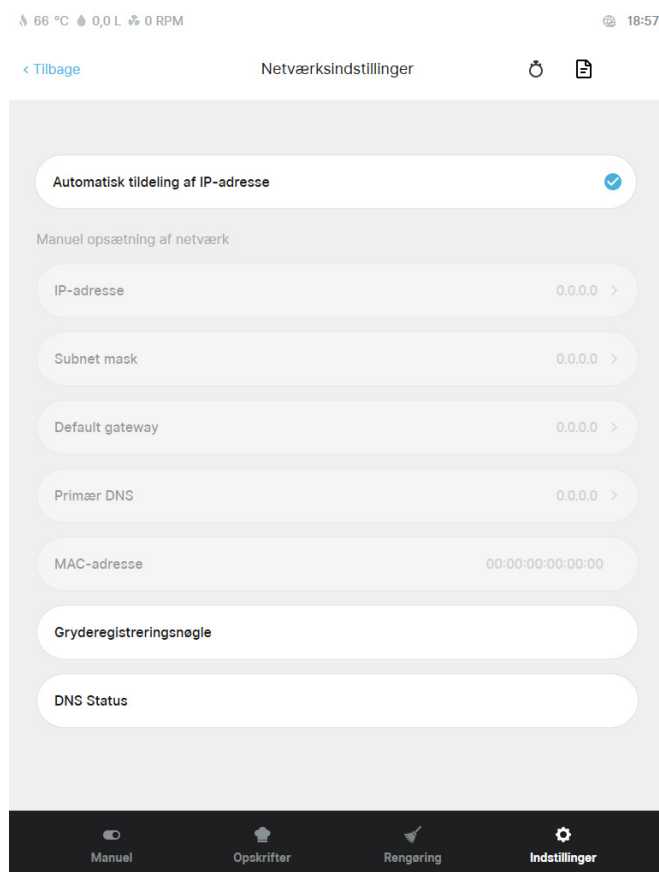 66 °C 0,0 L 0 RPM 18:57
< Tilbage Netværksindstillinger
Automatisk tildeling af IP-adresse
Manuel opsætning af netværk
IP-adresse 0.0.0.0 >
Subnet mask 0.0.0.0 >
Default gateway 0.0.0.0 >
Primær DNS 0.0.0.0 >
MAC-adresse 00:00:00:00:00:00
Gryderegistreringsnøgle
DNS Status
Manuel Opskrifter Rengøring Indstillinger